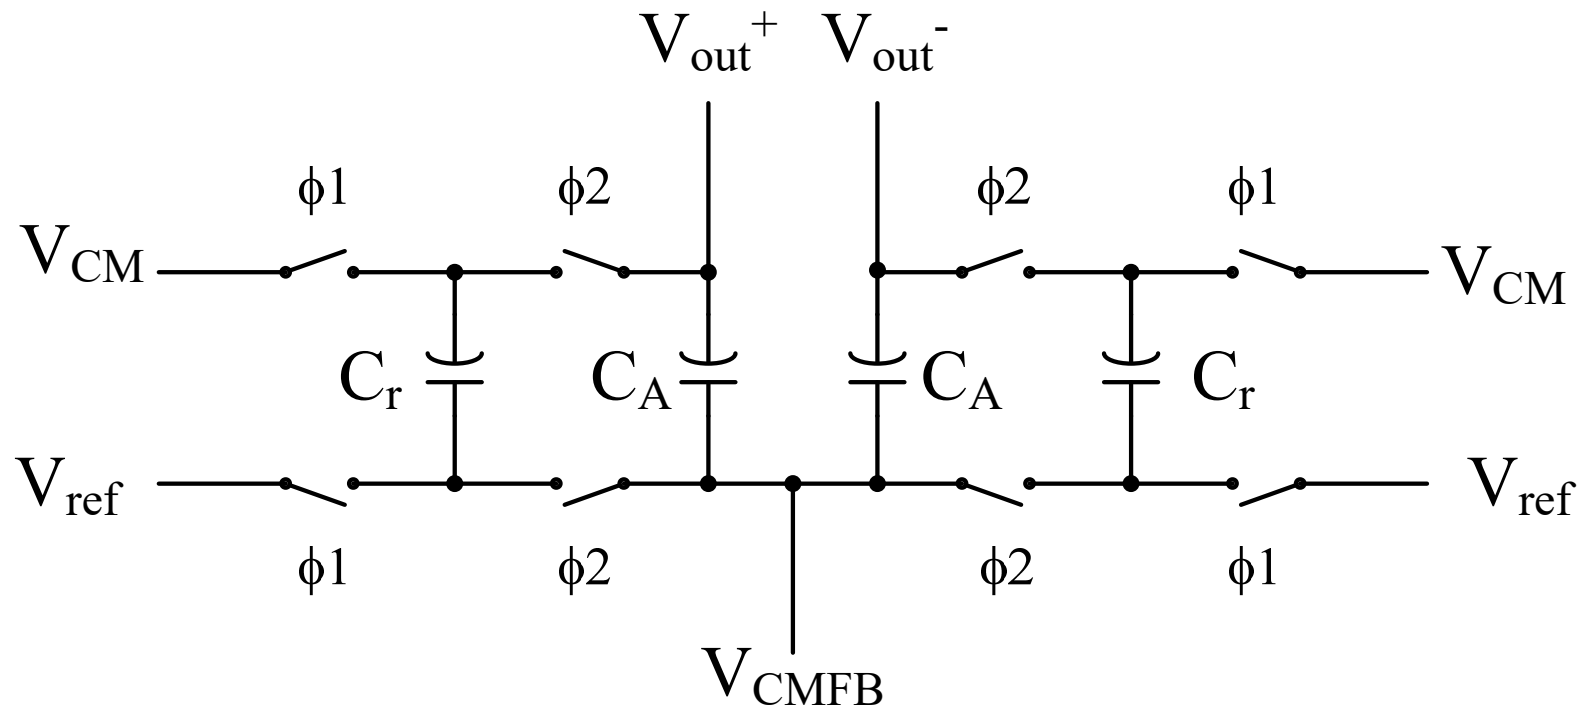 Vout+ Vout-
ϕ1 ϕ2 ϕ2 ϕ1
VCM VCM
Cr CA CA Cr
Vref Vref
ϕ1 ϕ2 ϕ2 ϕ1
VCMFB